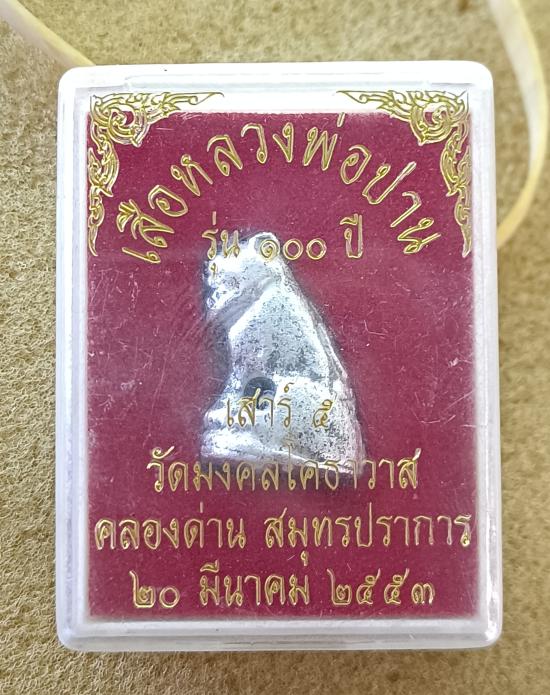 เสือหลวงพ่อปาน
รุ่น ๑๐๐ ปี
เสาร์ ๕
วัดมงคลโคธาวาส
คลองด่าน สมุทรปราการ
๒๐ มีนาคม ๒๕๕๓